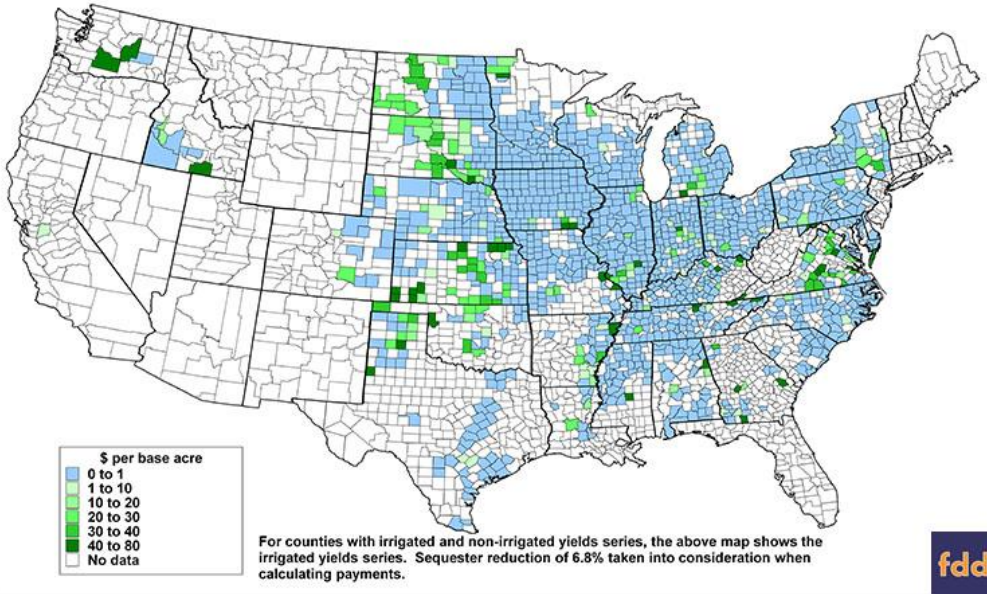 $ per base acre
0 to 1
1 to 10
10 to 20
20 to 30
30 to 40
40 to 80
No data
For counties with irrigated and non-irrigated yields series, the above map shows the
irrigated yields series. Sequester reduction of 6.8% taken into consideration when
calculating payments.
fdd